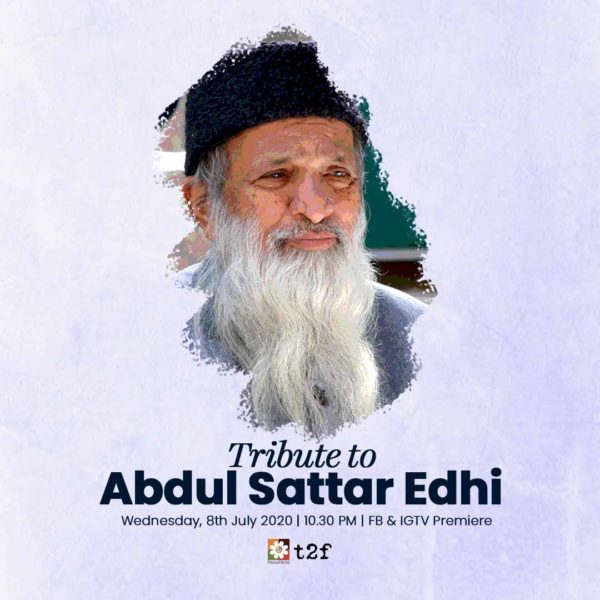 Tribute to
Abdul Sattar Edhi
Wednesday, 8th July 2020 | 10.30 PM | FB & IGTV Premiere
t2f